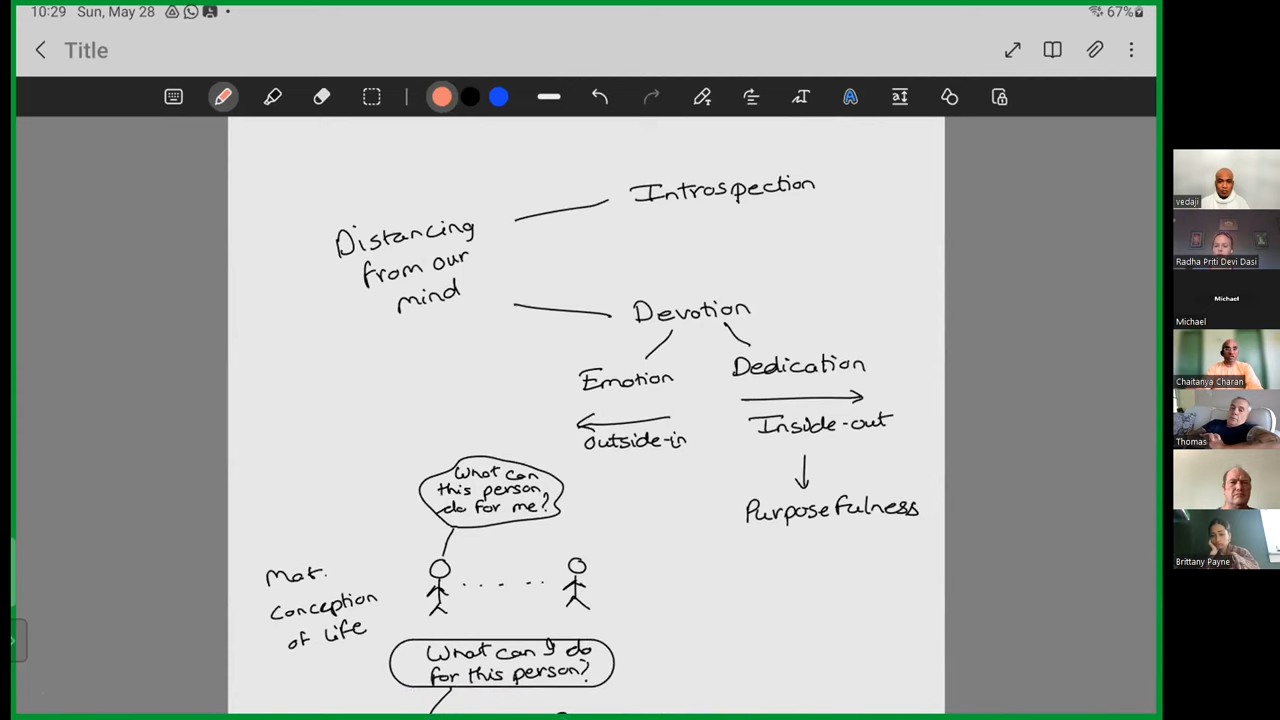 10:29 Sun, May 28
67%
Title
Introspection
Distancing
from our
mind
Devotion
Emotion
Dedication
outside-in
Inside-out
Purposefulness
What can
this person
do for me?
Mat.
conception
of life
What can I do
for this person?
vedaji
Radha Priti Devi Dasi
Michael
Michael
Chaitanya Charan
Thomas
Brittany Payne